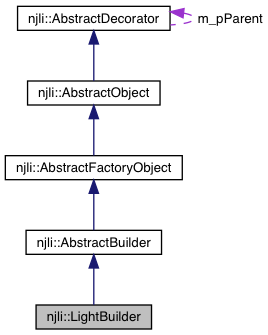 njli::AbstractDecorator
m_pParent
njli::AbstractObject
njli::AbstractFactoryObject
njli::AbstractBuilder
njli::LightBuilder